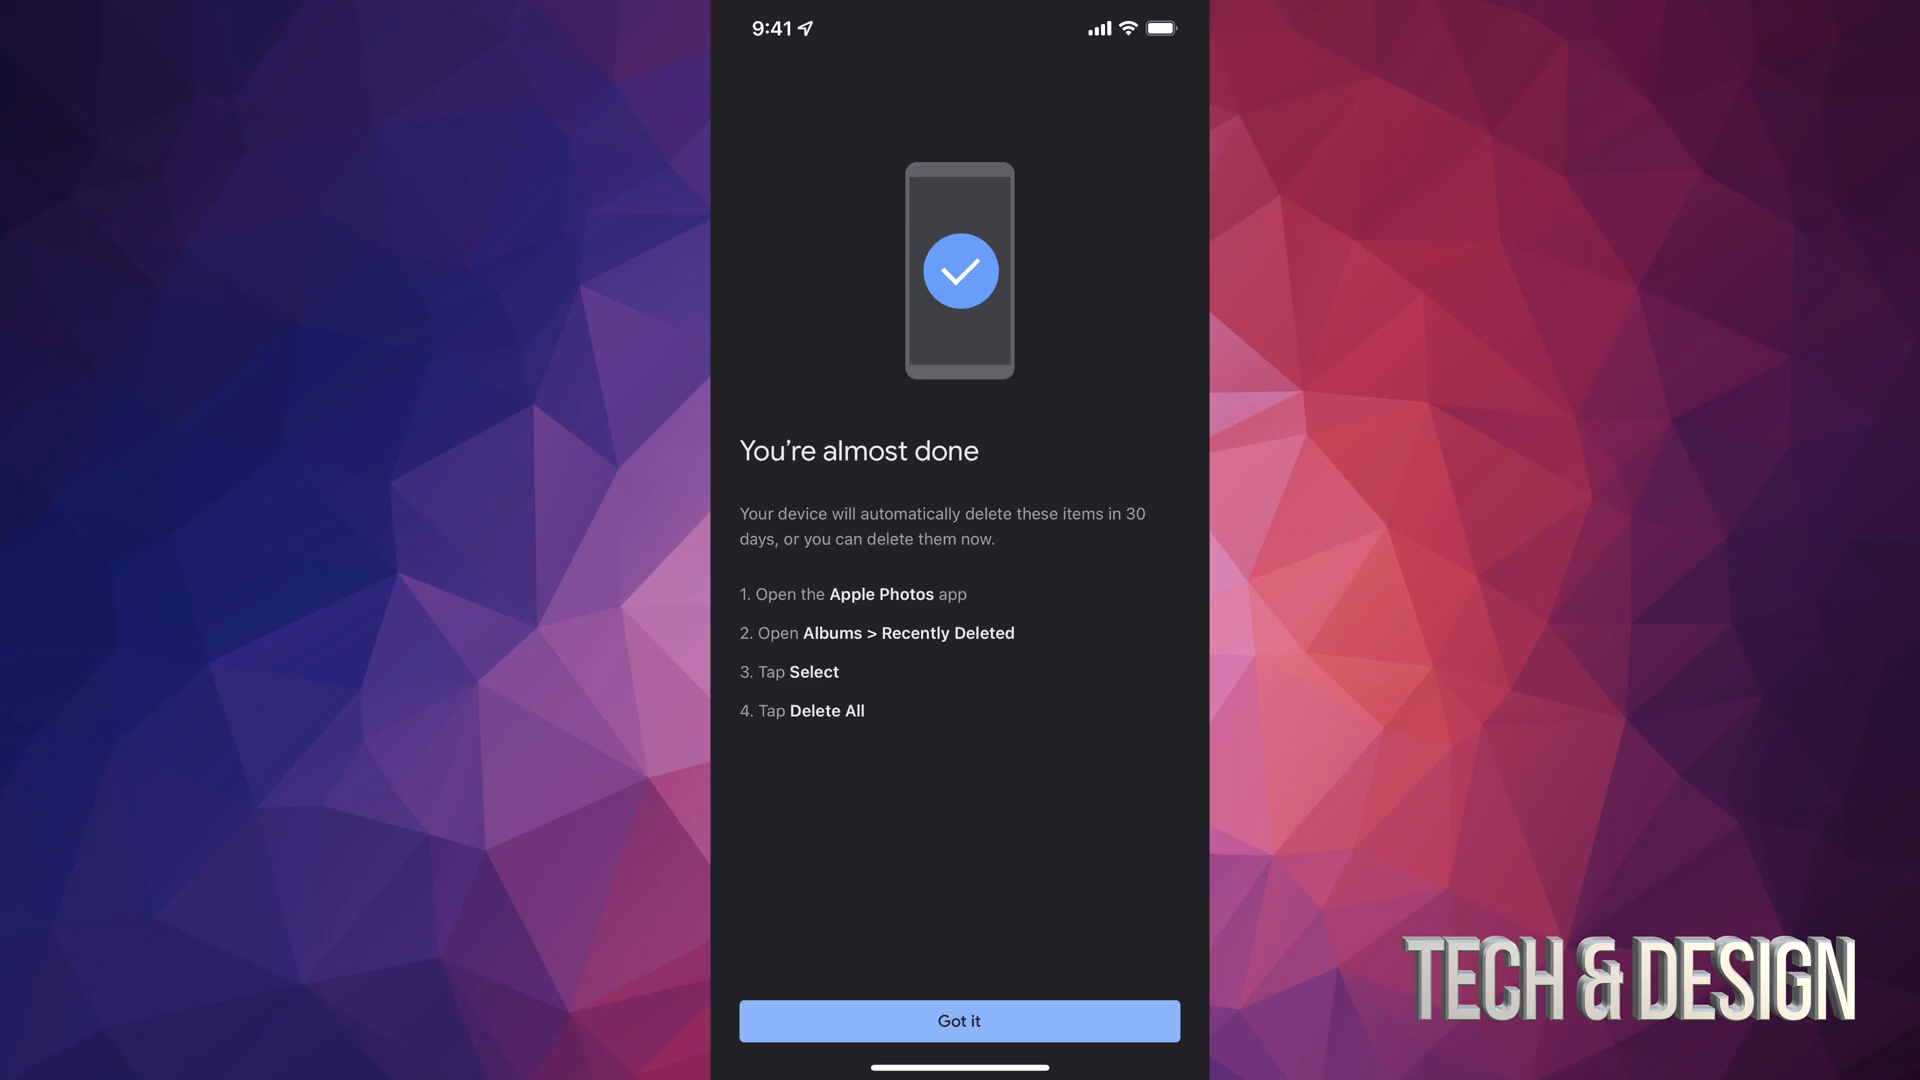 9:41
You’re almost done
Your device will automatically delete these items in 30
days, or you can delete them now.
1. Open the Apple Photos app
2. Open Albums > Recently Deleted
3. Tap Select
4. Tap Delete All
Got it
TECH & DESIGN